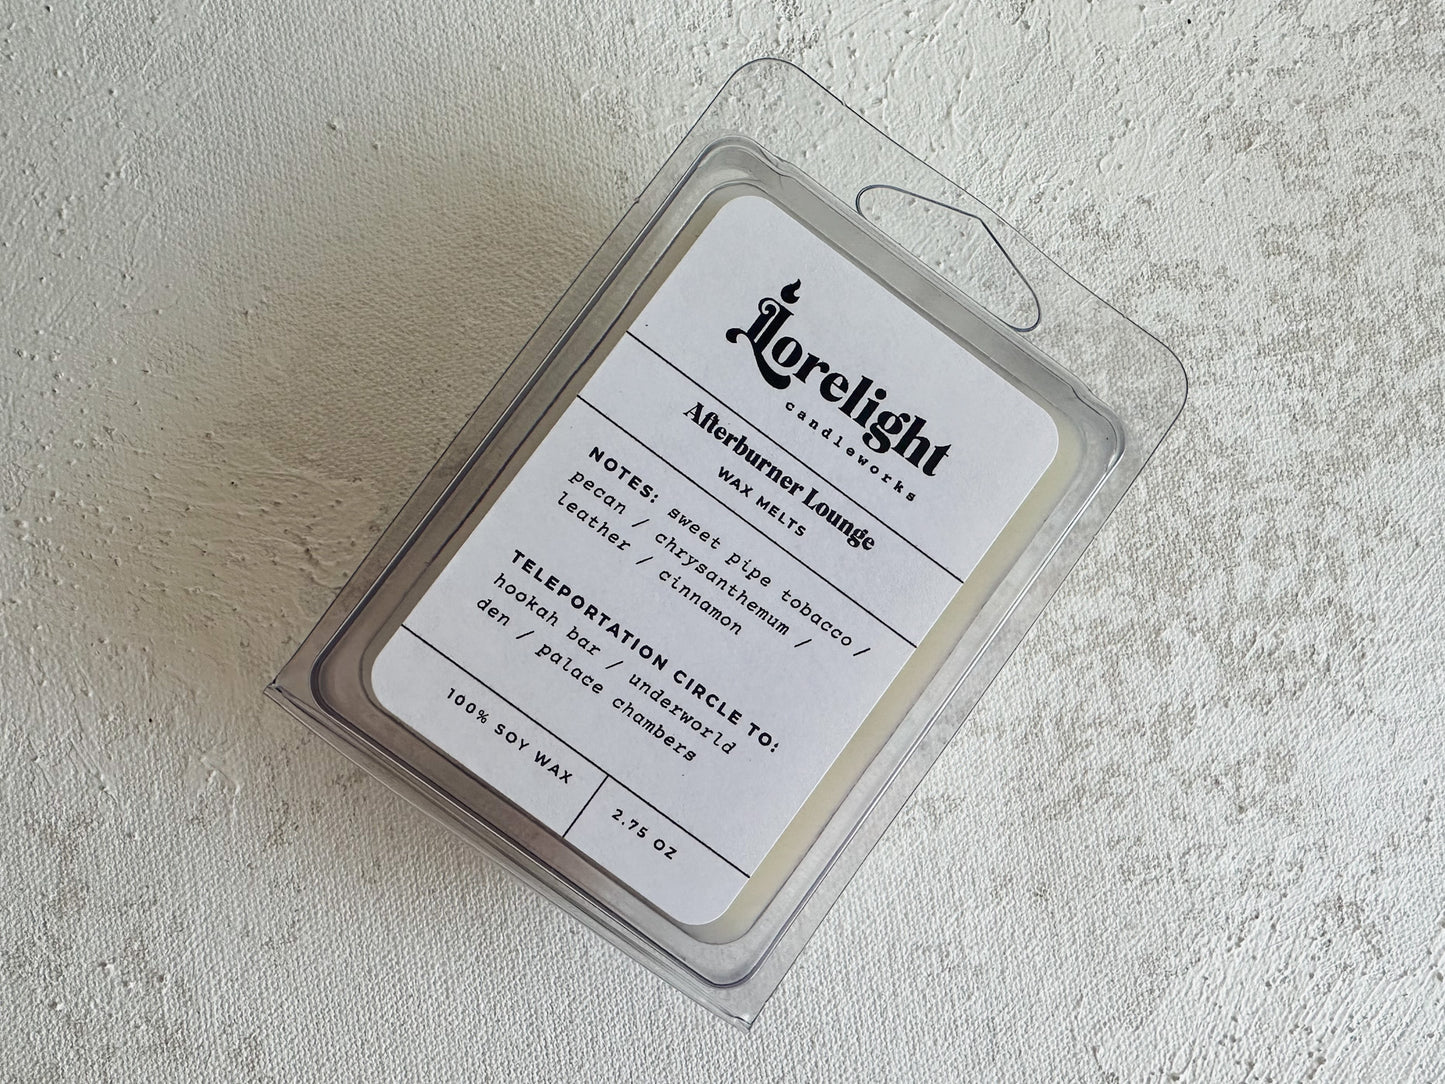 Lorelight
candleworks
Afterburner Lounge
WAX MELTS
NOTES: sweet pipe tobacco/
pecan / chrysanthemum /
leather / cinnamon
TELEPORTATION CIRCLE TO:
hookah bar / underworld
den / palace chambers
100% SOY WAX
2.75 OZ